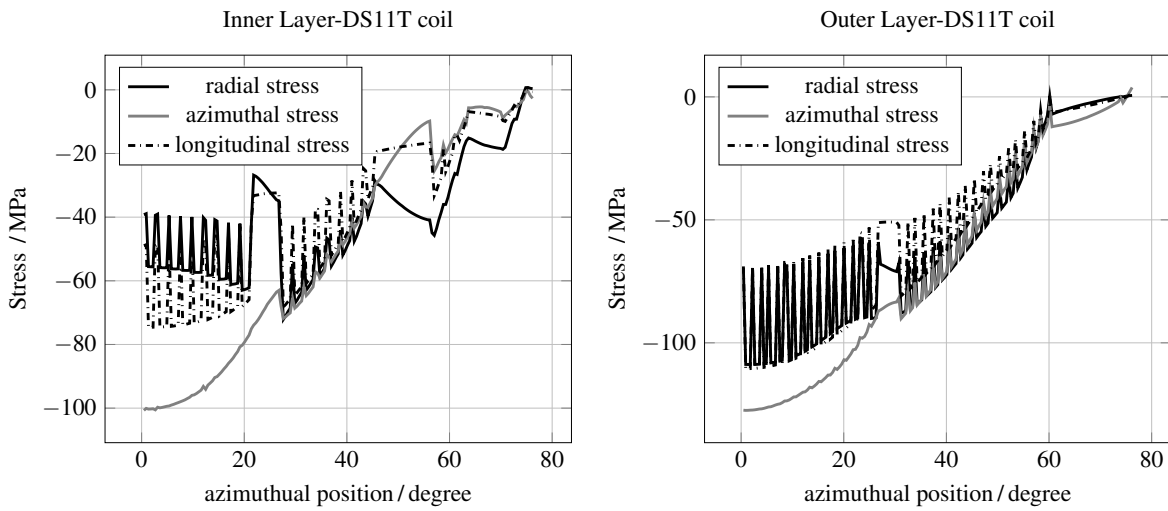 Inner Layer-DS11T coil
0
−20
−40
−60
−80
−100
Stress / MPa
radial stress
azimuthal stress
longitudinal stress
0 20 40 60 80
azimuthual position / degree
Outer Layer-DS11T coil
0
−50
−100
Stress / MPa
radial stress
azimuthal stress
longitudinal stress
0 20 40 60 80
azimuthual position / degree